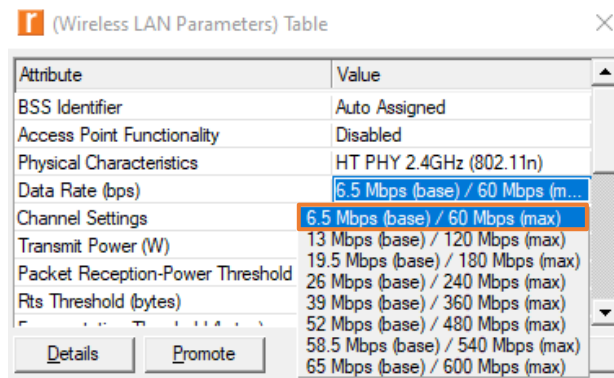 (Wireless LAN Parameters) Table
Attribute Value
BSS Identifier Auto Assigned
Access Point Functionality Disabled
Physical Characteristics HT PHY 2.4GHz (802.11n)
Data Rate (bps) 6.5 Mbps (base) / 60 Mbps (m...
Channel Settings 6.5 Mbps (base) / 60 Mbps (max)
Transmit Power (W) 13 Mbps (base) / 120 Mbps (max)
19.5 Mbps (base) / 180 Mbps (max)
Packet Reception-Power Threshold 26 Mbps (base) / 240 Mbps (max)
Rts Threshold (bytes) 39 Mbps (base) / 360 Mbps (max)
52 Mbps (base) / 480 Mbps (max)
Details Promote 58.5 Mbps (base) / 540 Mbps (max)
65 Mbps (base) / 600 Mbps (max)